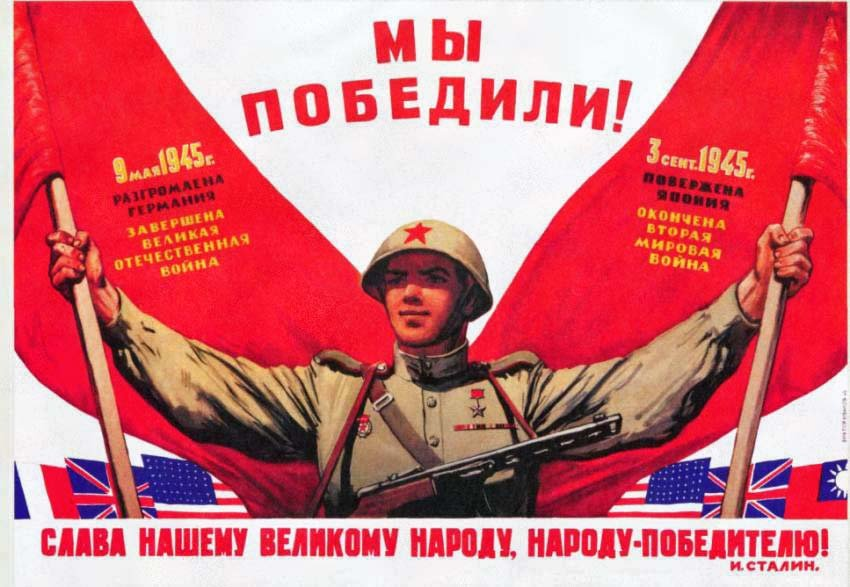 МЫ
ПОБЕДИЛИ!
9 МАЯ 1945 г.
РАЗГРОМЛЕНА
ГЕРМАНИЯ
ЗАВЕРШЕНА
ВЕЛИКАЯ
ОТЕЧЕСТВЕННАЯ
ВОЙНА
3 СЕНТ. 1945 г.
ПОВЕРЖЕНА
ЯПОНИЯ
ОКОНЧЕНА
ВТОРАЯ
МИРОВАЯ
ВОЙНА
СЛАВА НАШЕМУ ВЕЛИКОМУ НАРОДУ, НАРОДУ-ПОБЕДИТЕЛЮ!
И. СТАЛИН.